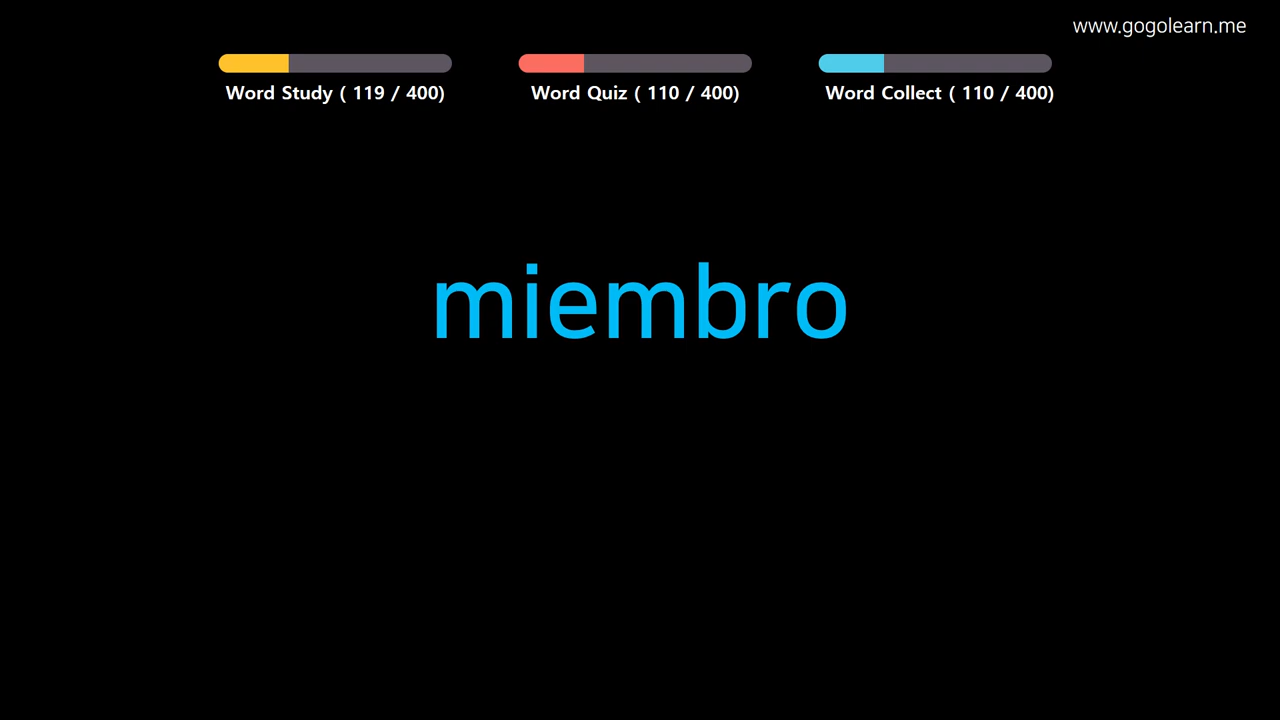 www.gogolearn.me
Word Study ( 119 / 400)
Word Quiz ( 110 / 400)
Word Collect ( 110 / 400)
miembro